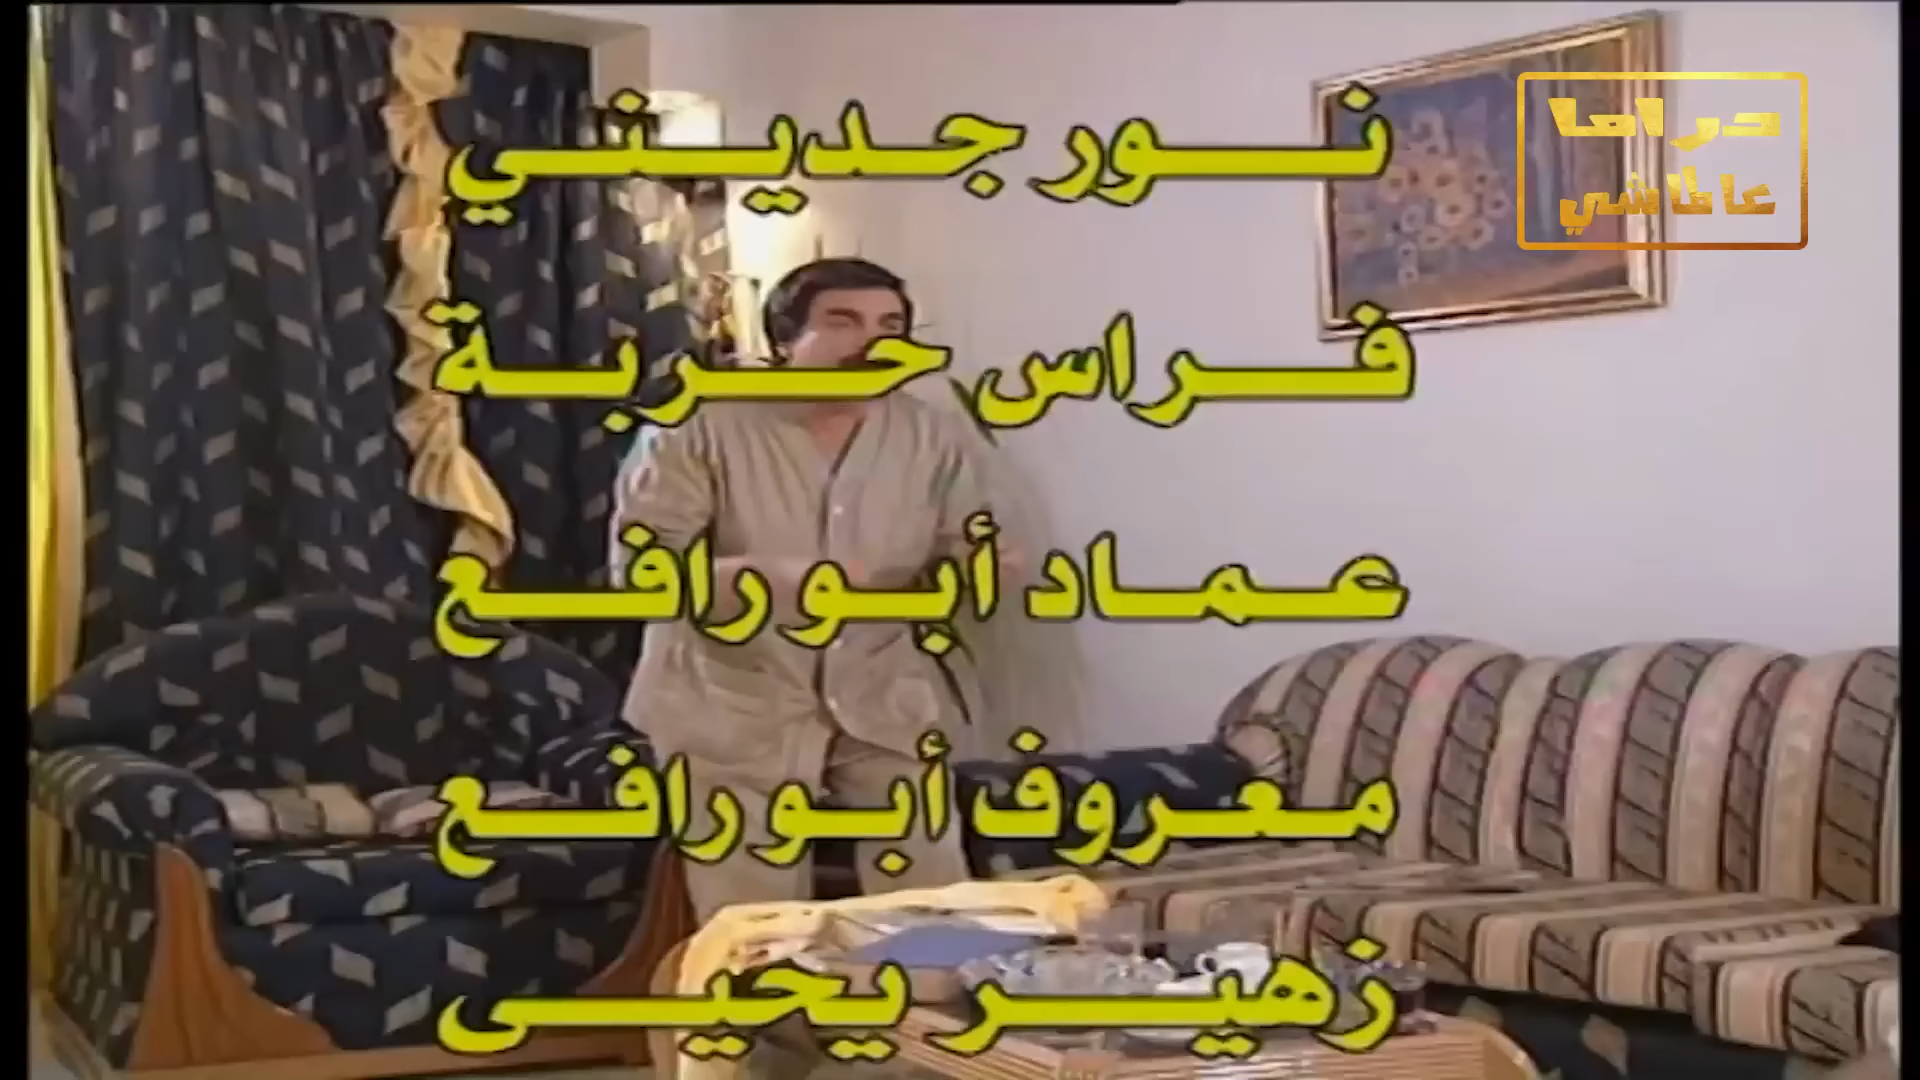 دراما
عالماشي
نور جديني
فراس حربة
عماد أبو رافع
معروف أبو رافع
زهير يحيى